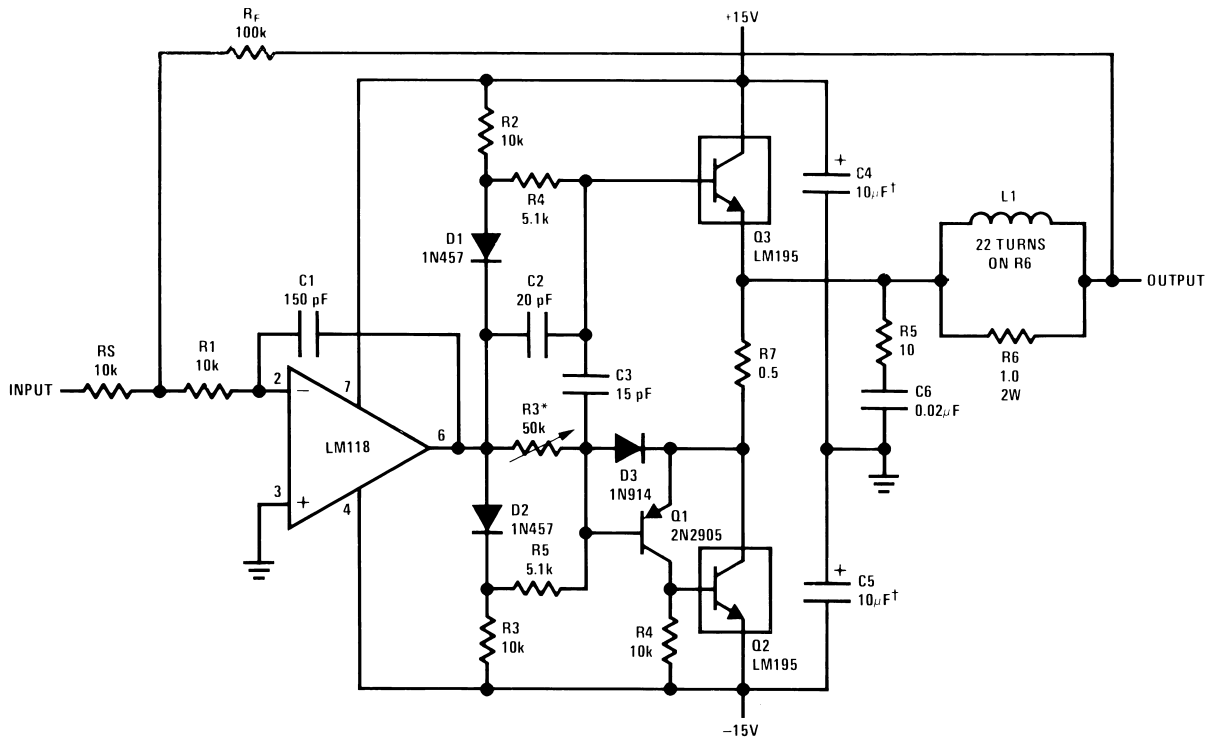 R_F
100k
+15V
R2
10k
R4
5.1k
D1
1N457
Q3
LM195
C4
10μF†
L1
22 TURNS
ON R6
OUTPUT
C1
150 pF
C2
20 pF
RS
10k
R1
10k
INPUT
2
7
−
LM118
6
3
+
4
R3*
50k
C3
15 pF
R7
0.5
R5
10
C6
0.02μF
R6
1.0
2W
D3
1N914
D2
1N457
Q1
2N2905
R5
5.1k
R3
10k
R4
10k
Q2
LM195
+
C5
10μF†
+
−15V